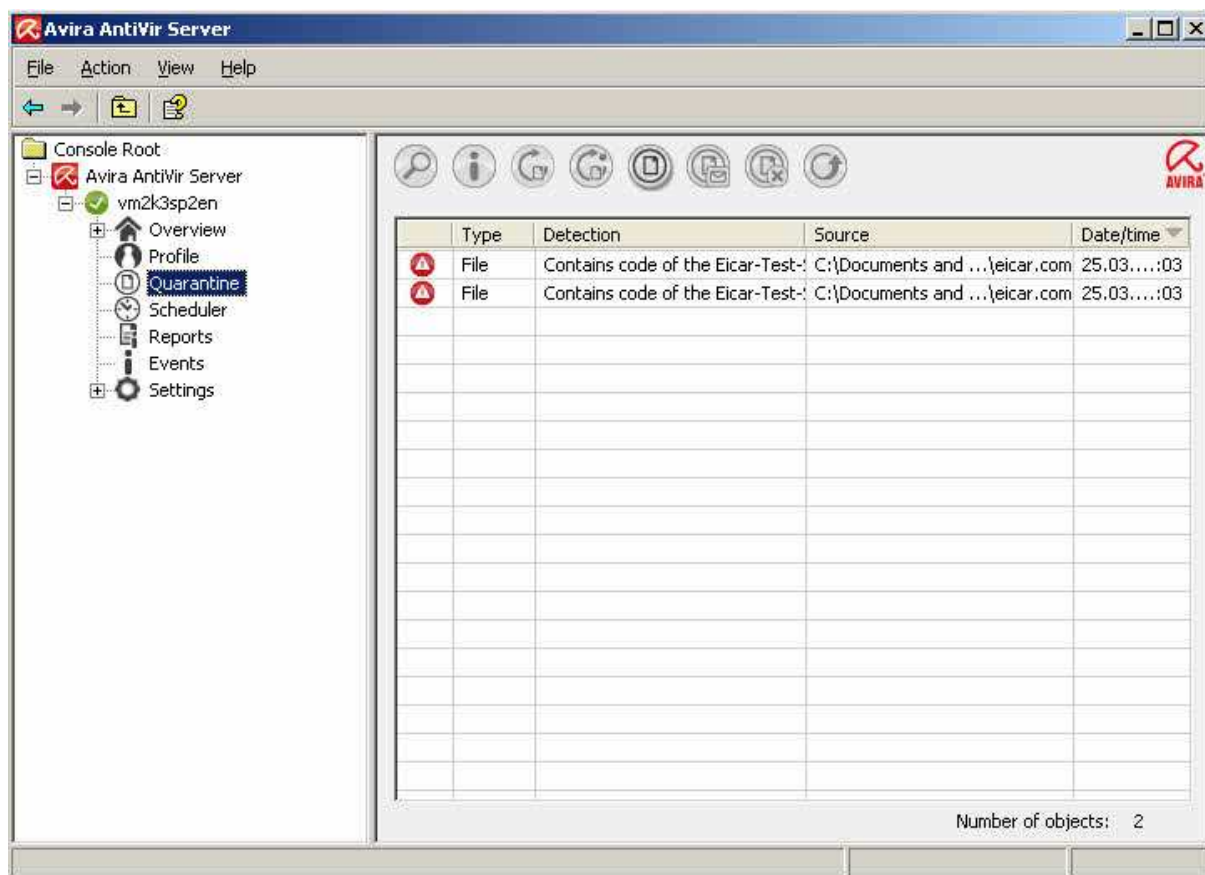 Avira AntiVir Server
File Action View Help
Console Root
Avira AntiVir Server
vm2k3sp2en
Overview
Profile
Quarantine
Scheduler
Reports
Events
Settings
AVIRA
Type Detection Source Date/time
File Contains code of the Eicar-Test- C:\Documents and ...\eicar.com 25.03....:03
File Contains code of the Eicar-Test- C:\Documents and ...\eicar.com 25.03....:03
Number of objects: 2